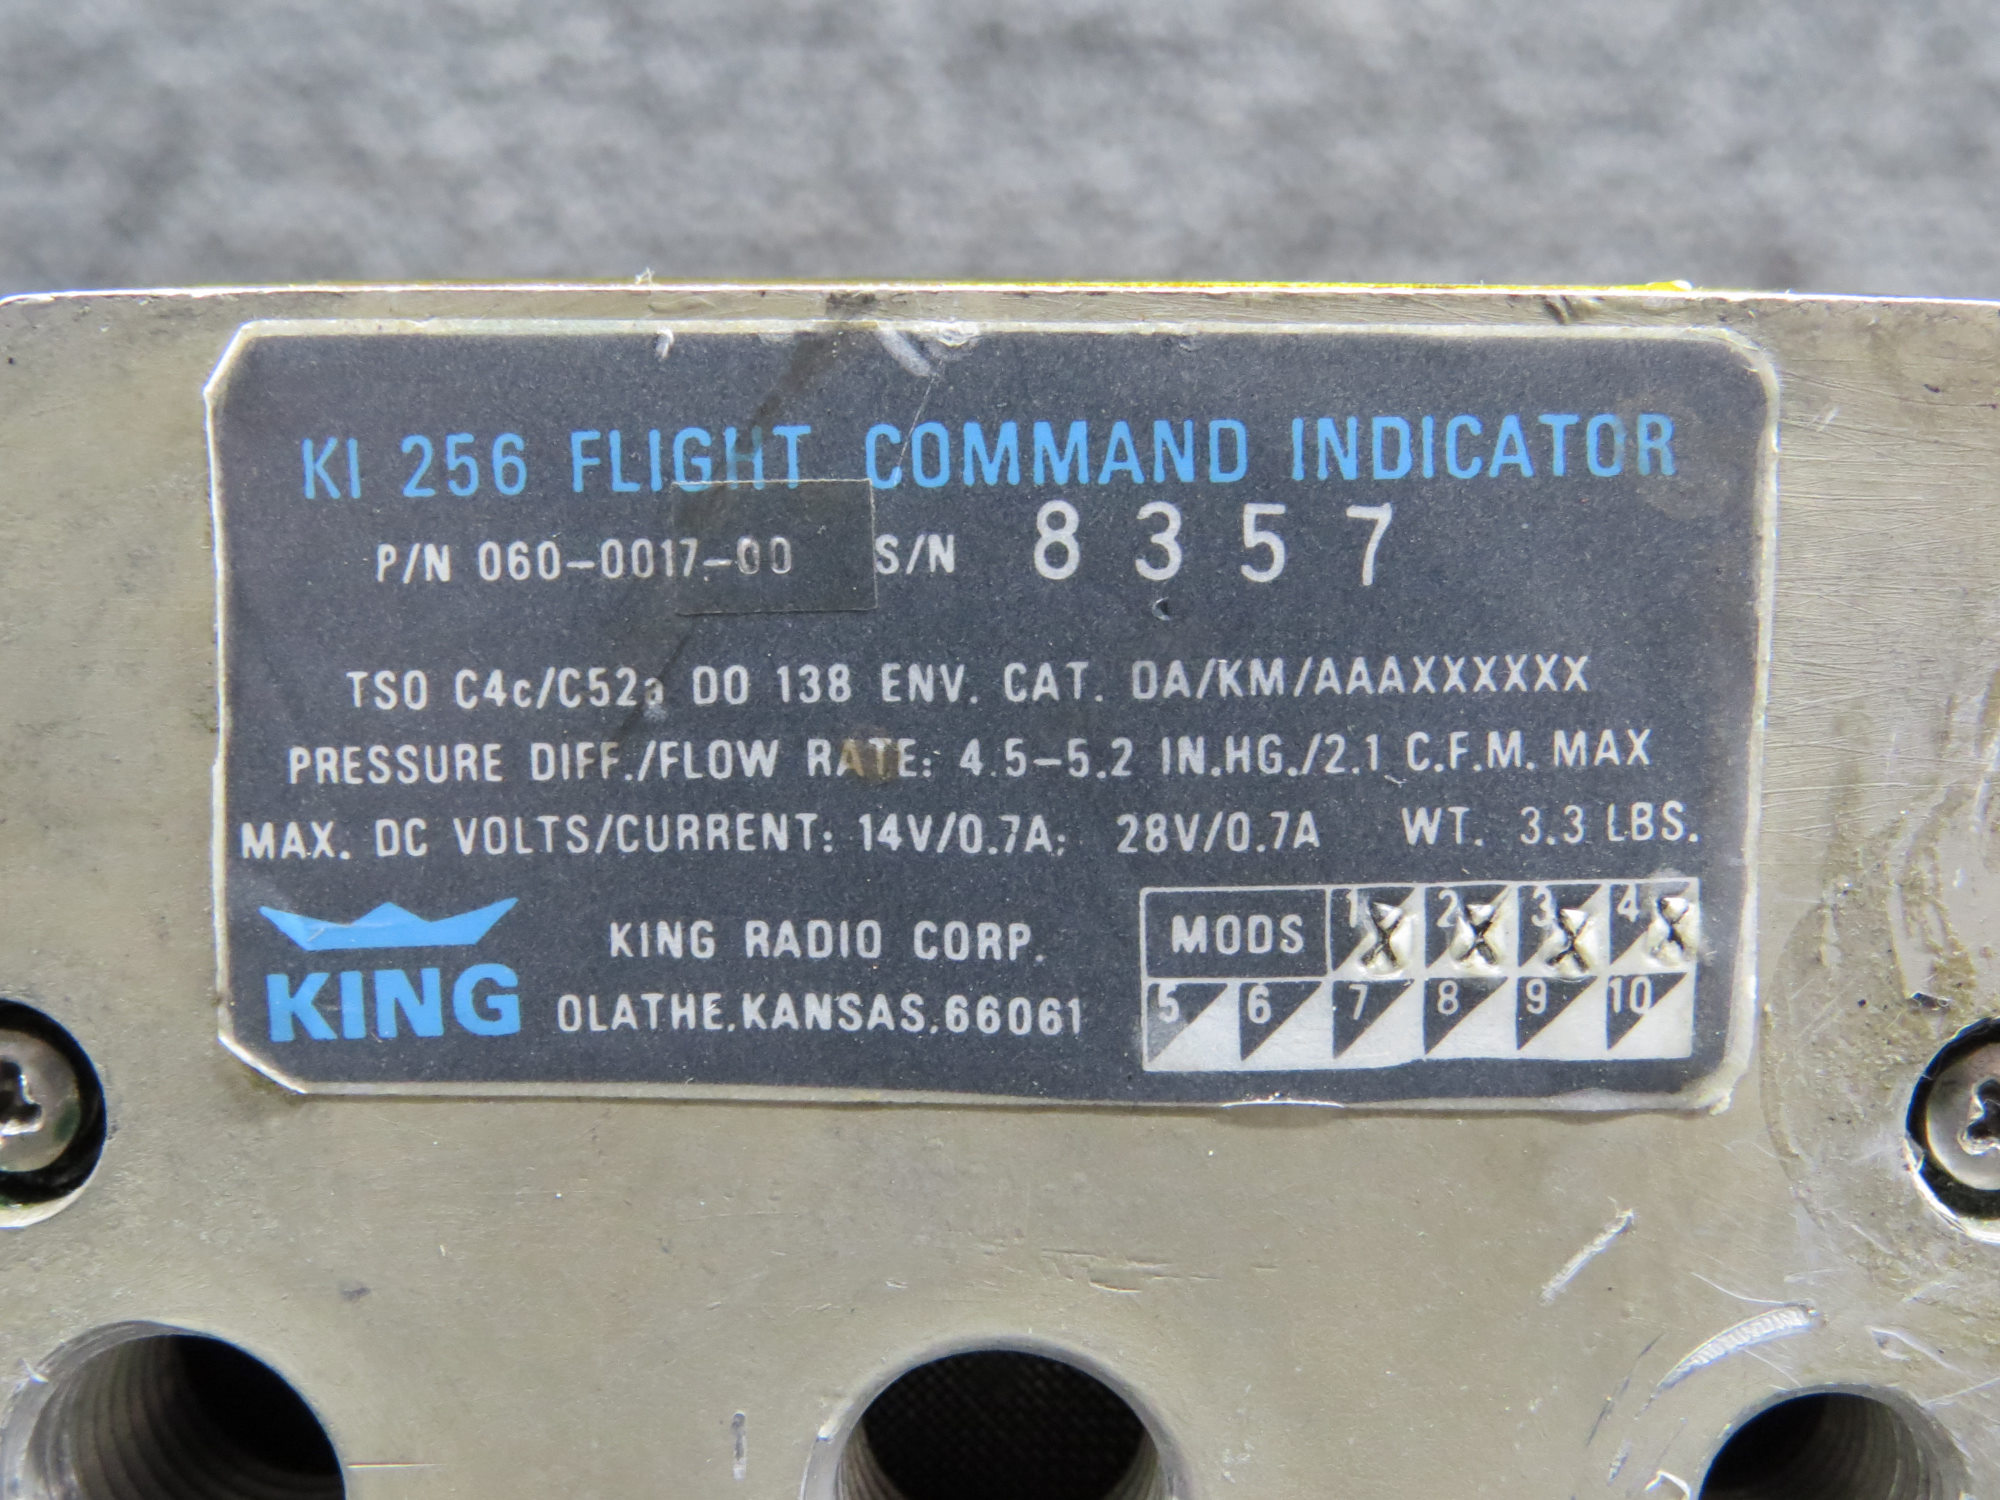 KI 256 FLIGHT COMMAND INDICATOR
P/N 060-0017-00 S/N 8357
TSO C4c/C52a DO 138 ENV. CAT. DA/KM/AAAXXXXXX
PRESSURE DIFF./FLOW RATE: 4.5-5.2 IN.HG./2.1 C.F.M. MAX
MAX. DC VOLTS/CURRENT: 14V/0.7A; 28V/0.7A WT. 3.3 LBS.
KING
KING RADIO CORP.
OLATHE, KANSAS, 66061
MODS 1 X 2 X 3 X 4 X
5 6 7 8 9 10